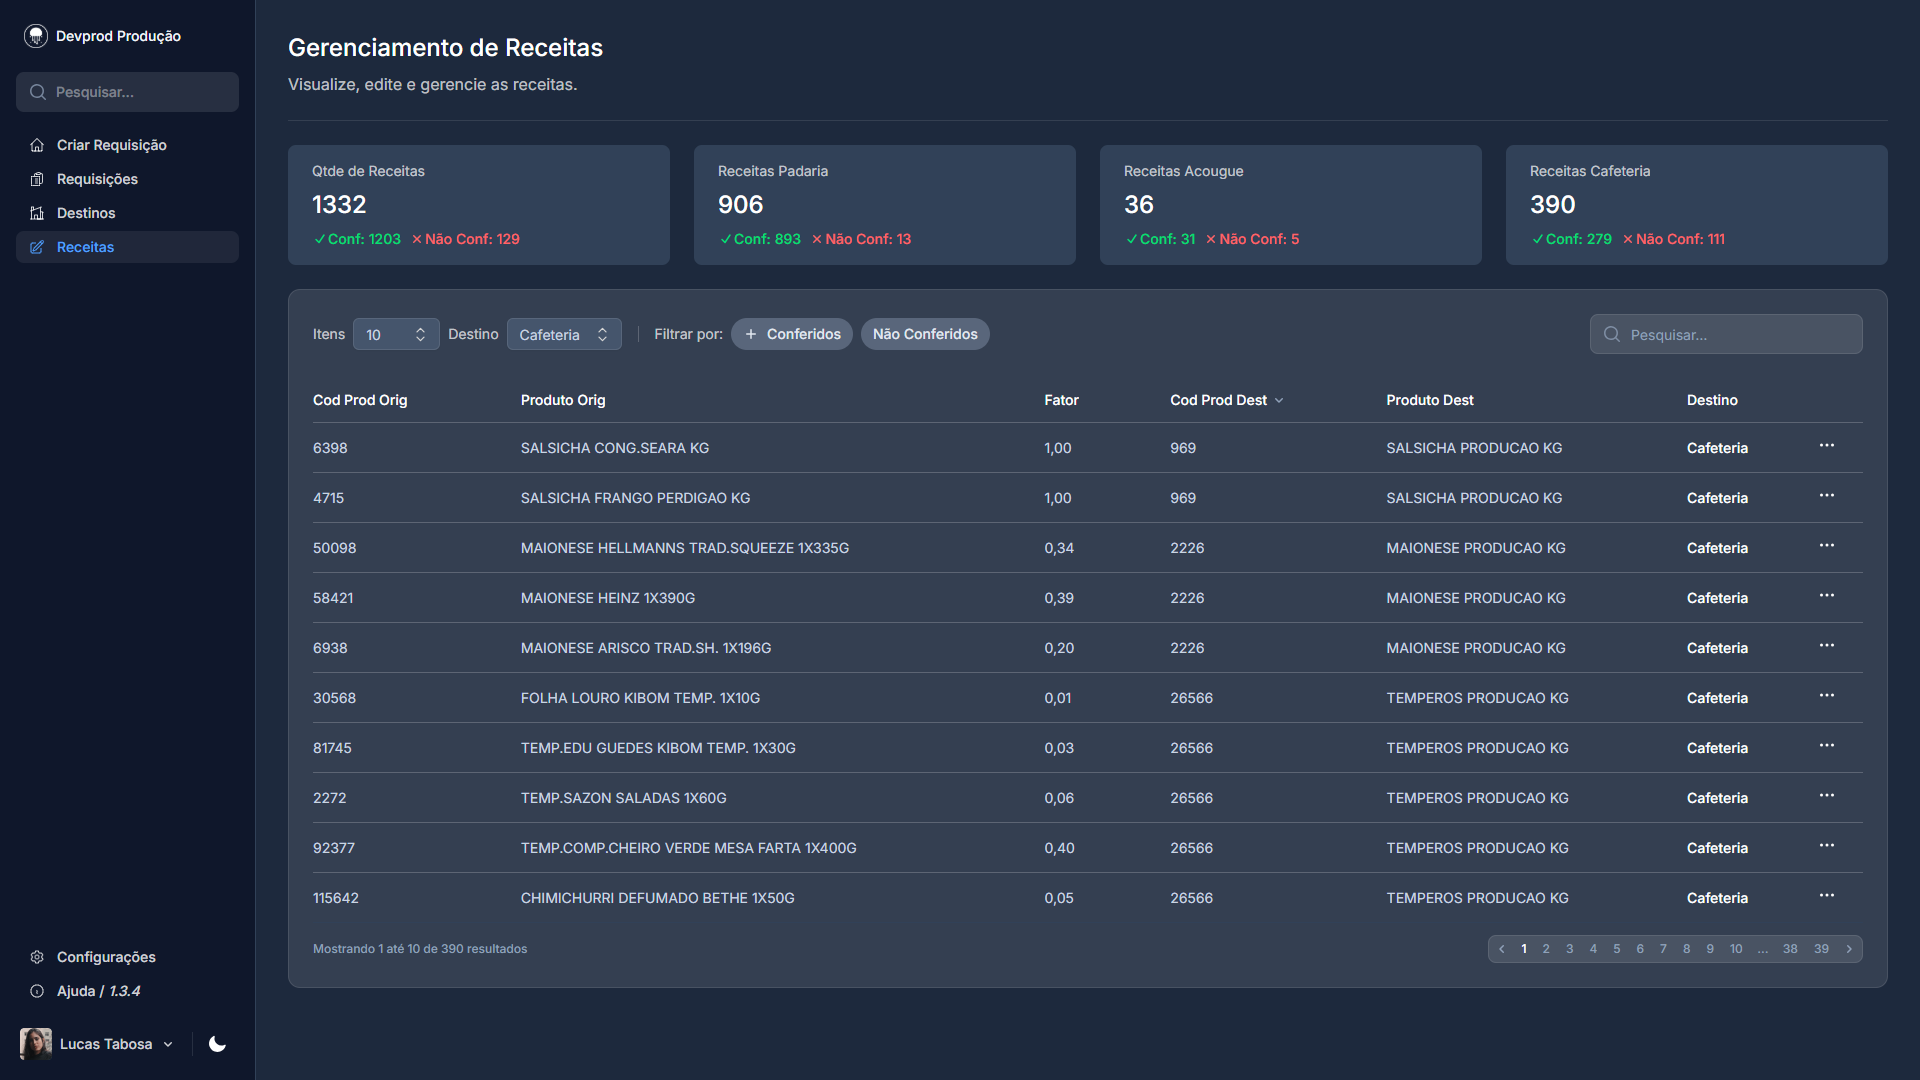 Devprod Produção
Pesquisar...
Criar Requisição
Requisições
Destinos
Receitas
Configurações
Ajuda / 1.3.4
Lucas Tabosa
Gerenciamento de Receitas
Visualize, edite e gerencie as receitas.
Qtde de Receitas
1332
Conf: 1203 Não Conf: 129
Receitas Padaria
906
Conf: 893 Não Conf: 13
Receitas Acougue
36
Conf: 31 Não Conf: 5
Receitas Cafeteria
390
Conf: 279 Não Conf: 111
Itens 10 Destino Cafeteria Filtrar por: + Conferidos Não Conferidos Pesquisar...
Cod Prod Orig Produto Orig Fator Cod Prod Dest Produto Dest Destino
6398 SALSICHA CONG.SEARA KG 1,00 969 SALSICHA PRODUCAO KG Cafeteria ...
4715 SALSICHA FRANGO PERDIGAO KG 1,00 969 SALSICHA PRODUCAO KG Cafeteria ...
50098 MAIONESE HELLMANNS TRAD.SQUEEZE 1X335G 0,34 2226 MAIONESE PRODUCAO KG Cafeteria ...
58421 MAIONESE HEINZ 1X390G 0,39 2226 MAIONESE PRODUCAO KG Cafeteria ...
6938 MAIONESE ARISCO TRAD.SH. 1X196G 0,20 2226 MAIONESE PRODUCAO KG Cafeteria ...
30568 FOLHA LOURO KIBOM TEMP. 1X10G 0,01 26566 TEMPEROS PRODUCAO KG Cafeteria ...
81745 TEMP.EDU GUEDES KIBOM TEMP. 1X30G 0,03 26566 TEMPEROS PRODUCAO KG Cafeteria ...
2272 TEMP.SAZON SALADAS 1X60G 0,06 26566 TEMPEROS PRODUCAO KG Cafeteria ...
92377 TEMP.COMP.CHEIRO VERDE MESA FARTA 1X400G 0,40 26566 TEMPEROS PRODUCAO KG Cafeteria ...
115642 CHIMICHURRI DEFUMADO BETHE 1X50G 0,05 26566 TEMPEROS PRODUCAO KG Cafeteria ...
Mostrando 1 até 10 de 390 resultados
1 2 3 4 5 6 7 8 9 10 ... 38 39